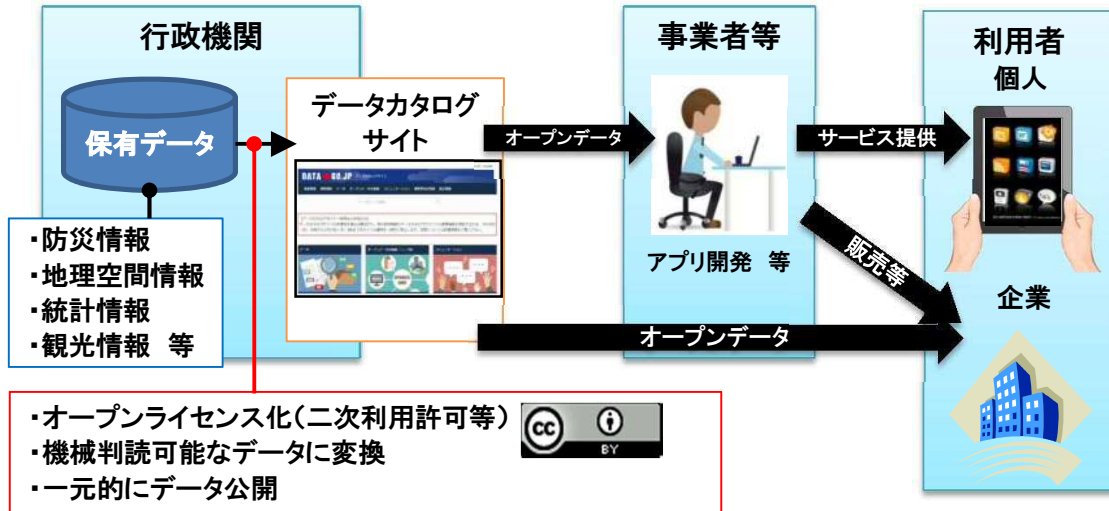 行政機関
保有データ
・防災情報
・地理空間情報
・統計情報
・観光情報 等
データカタログ
サイト
DATA GO.JP
オープンデータ
事業者等
アプリ開発 等
サービス提供
販売等
オープンデータ
利用者
個人
企業
・オープンライセンス化(二次利用許可等)
・機械判読可能なデータに変換
・一元的にデータ公開
cc
BY